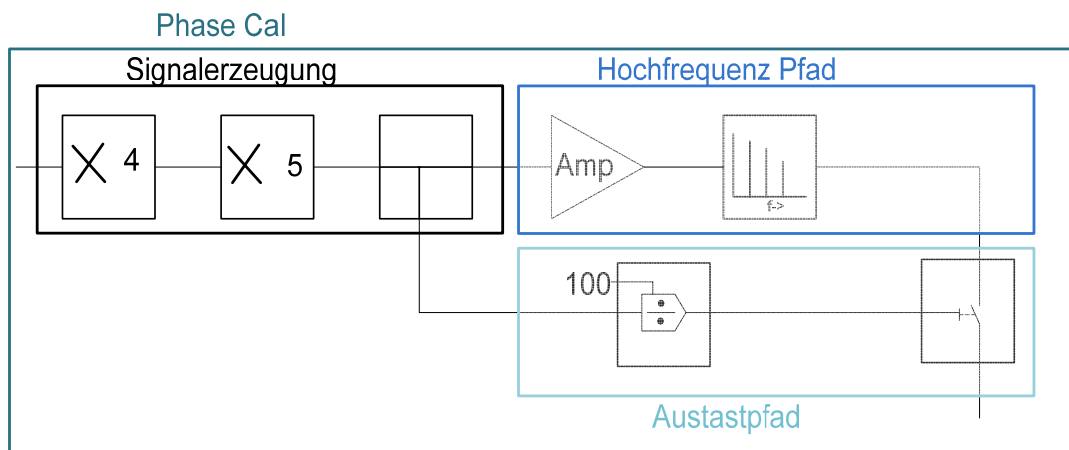 Phase Cal
Signalerzeugung
Hochfrequenz Pfad
X 4
X 5
Amp
f->
100
Austastpfad